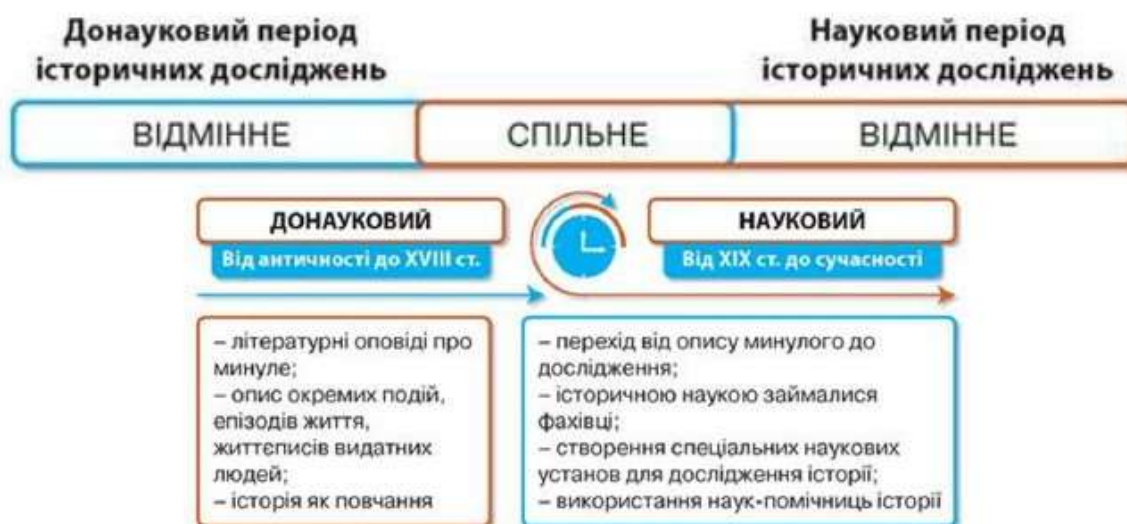 Донауковий період
історичних досліджень
Науковий період
історичних досліджень
ВІДМІННЕ
СПІЛЬНЕ
ВІДМІННЕ
ДОНАУКОВИЙ
Від античності до XVIII ст.
НАУКОВИЙ
Від XIX ст. до сучасності
– літературні оповіді про
минуле;
– опис окремих подій,
епізодів життя,
життєписів видатних
людей;
– історія як повчання
– перехід від опису минулого до
дослідження;
– історичною наукою займалися
фахівці;
– створення спеціальних наукових
установ для дослідження історії;
– використання наук-помічниць історії